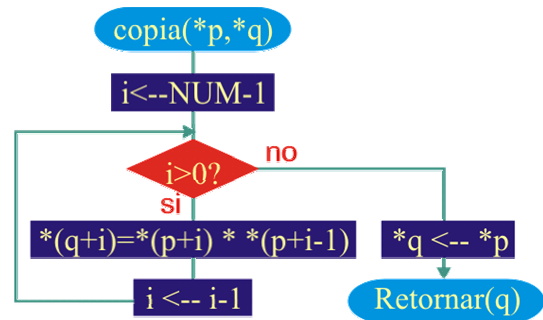 copia(*p,*q)
i<--NUM-1
i>0?
no
si
*(q+i)=*(p+i) * *(p+i-1)
*q <-- *p
i <-- i-1
Retornar(q)